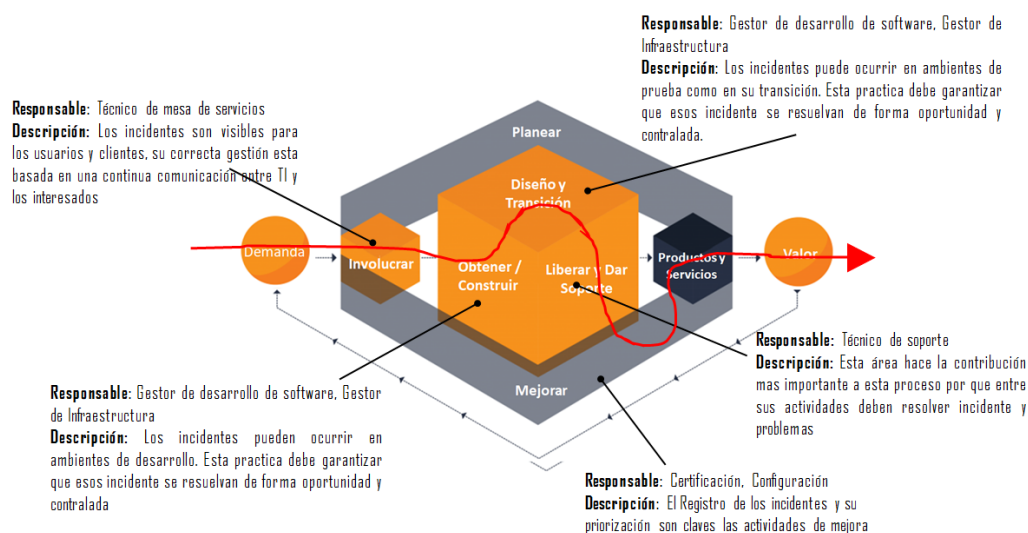 Responsable: Gestor de desarrollo de software, Gestor de
Infraestructura
Descripción: Los incidentes puede ocurrir en ambientes de
prueba como en su transición. Esta practica debe garantizar
que esos incidente se resuelvan de forma oportunidad y
contralada.
Responsable: Técnico de mesa de servicios
Descripción: Los incidentes son visibles para
los usuarios y clientes, su correcta gestión esta
basada en una continua comunicación entre TI y
los interesados
Planear
Diseño y
Transición
Demanda
Involucrar
Obtener /
Construir
Liberar y Dar
Soporte
Productos y
Servicios
Valor
Mejorar
Responsable: Técnico de soporte
Descripción: Esta área hace la contribución
mas importante a esta proceso por que entre
sus actividades deben resolver incidente y
problemas
Responsable: Gestor de desarrollo de software, Gestor
de Infraestructura
Descripción: Los incidentes pueden ocurrir en
ambientes de desarrollo. Esta practica debe garantizar
que esos incidente se resuelvan de forma oportunidad y
contralada
Responsable: Certificación, Configuración
Descripción: El Registro de los incidentes y su
priorización son claves las actividades de mejora